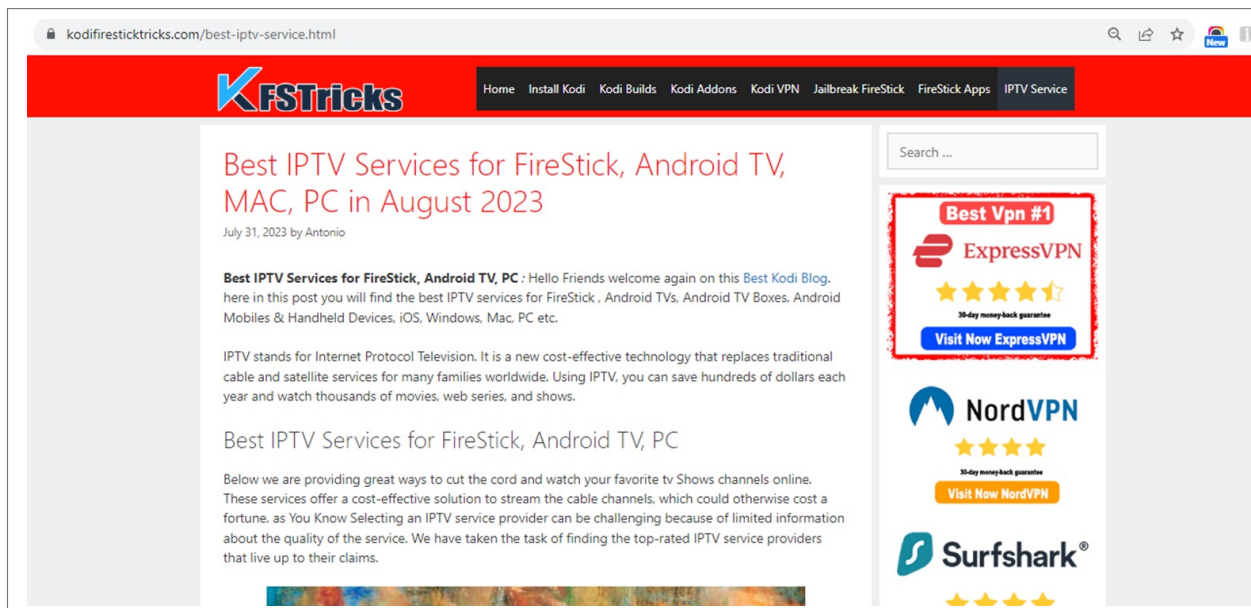 kodifiresticktricks.com/best-iptv-service.html
New
KFSTricks
Home Install Kodi Kodi Builds Kodi Addons Kodi VPN Jailbreak FireStick FireStick Apps IPTV Service
Best IPTV Services for FireStick, Android TV,
MAC, PC in August 2023
July 31, 2023 by Antonio
Best IPTV Services for FireStick, Android TV, PC : Hello Friends welcome again on this Best Kodi Blog.
here in this post you will find the best IPTV services for FireStick , Android TVs, Android TV Boxes, Android
Mobiles & Handheld Devices, iOS, Windows, Mac, PC etc.
IPTV stands for Internet Protocol Television. It is a new cost-effective technology that replaces traditional
cable and satellite services for many families worldwide. Using IPTV, you can save hundreds of dollars each
year and watch thousands of movies, web series, and shows.
Best IPTV Services for FireStick, Android TV, PC
Below we are providing great ways to cut the cord and watch your favorite tv Shows channels online.
These services offer a cost-effective solution to stream the cable channels, which could otherwise cost a
fortune. as You Know Selecting an IPTV service provider can be challenging because of limited information
about the quality of the service. We have taken the task of finding the top-rated IPTV service providers
that live up to their claims.
Search ...
Best Vpn #1
ExpressVPN
30-day money-back guarantee
Visit Now ExpressVPN
NordVPN
30-day money-back guarantee
Visit Now NordVPN
Surfshark®